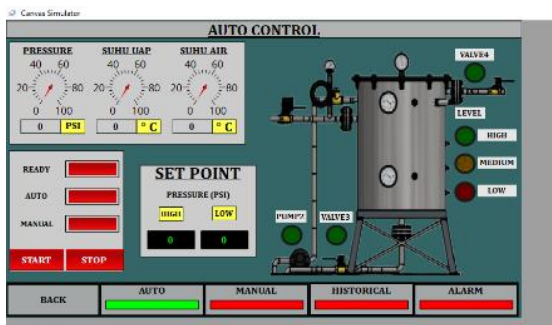 Canvas Simulator
AUTO CONTROL
PRESSURE SUHU UAP SUHU AIR
40 60 40 60 40 60
20 80 20 80 20 80
0 100 0 100 0 100
0 PSI 0 °C 0 °C
VALVE4
LEVEL
HIGH
MEDIUM
LOW
READY
AUTO
MANUAL
START STOP
SET POINT
PRESSURE (PSI)
HIGH LOW
0 0
PUMP2 VALVE3
BACK AUTO MANUAL HISTORICAL ALARM